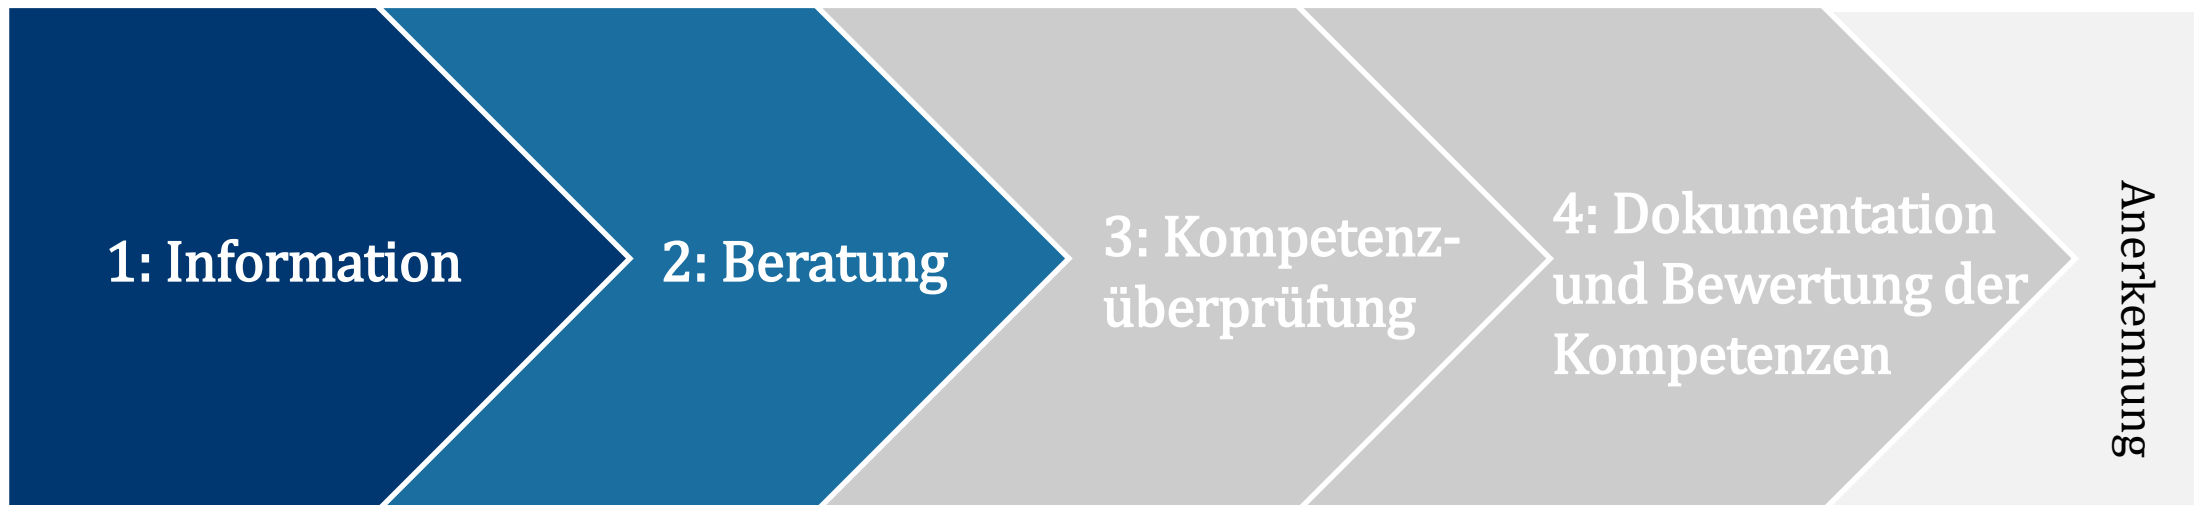 1: Information
2: Beratung
3: Kompetenz-
überprüfung
4: Dokumentation
und Bewertung der
Kompetenzen
Anerkennung